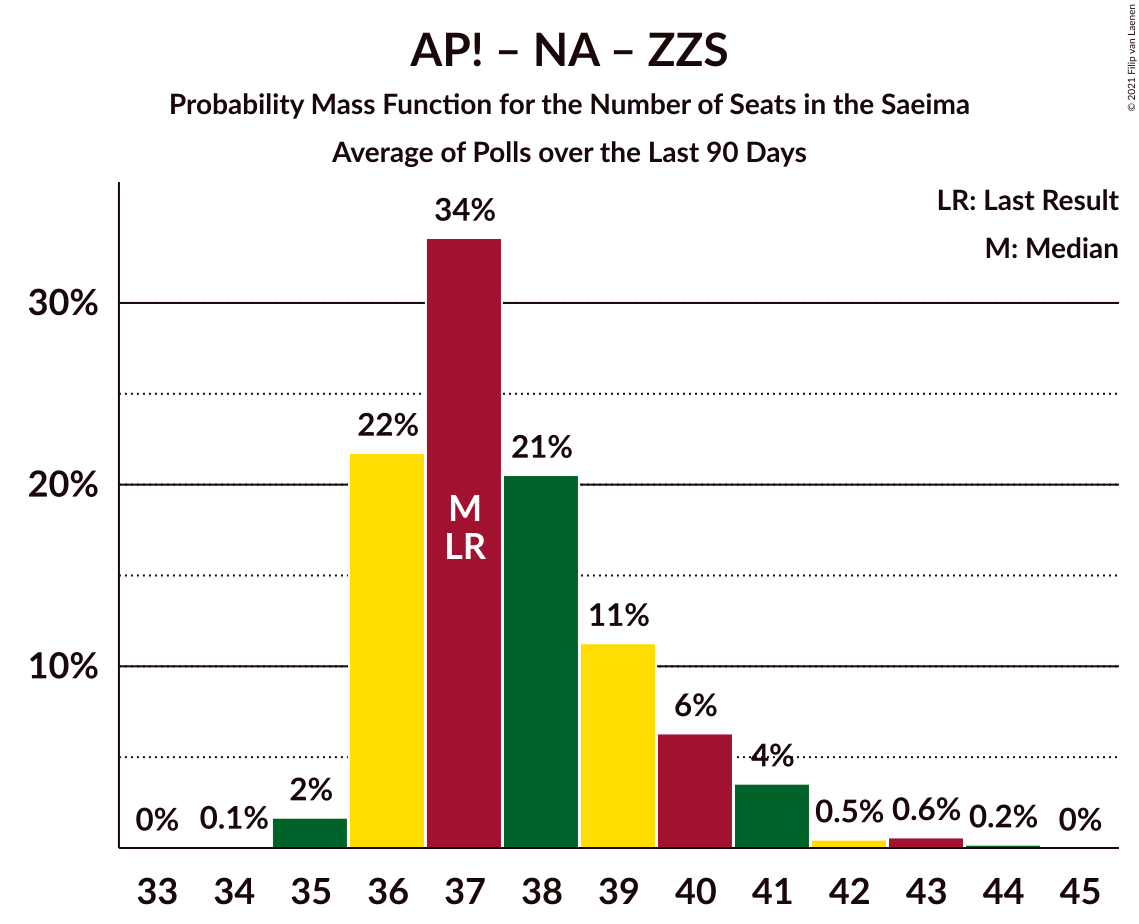 AP! – NA – ZZS
Probability Mass Function for the Number of Seats in the Saeima
Average of Polls over the Last 90 Days
© 2021 Filip van Laenen
LR: Last Result
M: Median
30%
20%
10%
0%
0.1%
2%
22%
34%
21%
11%
6%
4%
0.5%
0.6%
0.2%
0%
M
LR
33 34 35 36 37 38 39 40 41 42 43 44 45